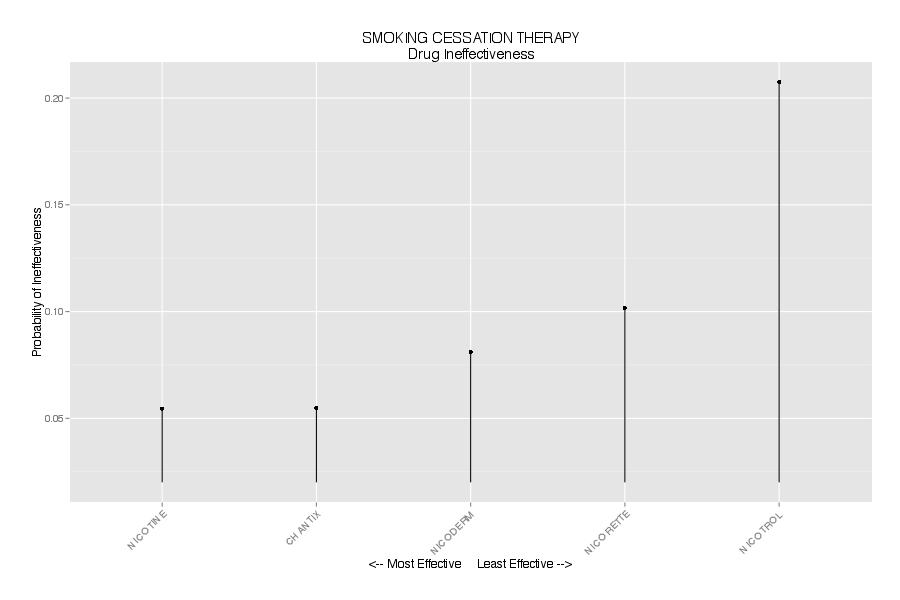 SMOKING CESSATION THERAPY
Drug Ineffectiveness
Probability of Ineffectiveness
0.20
0.15
0.10
0.05
NICOTINE
CHANTIX
NICODERM
NICORETTE
NICOTROL
<-- Most Effective Least Effective -->